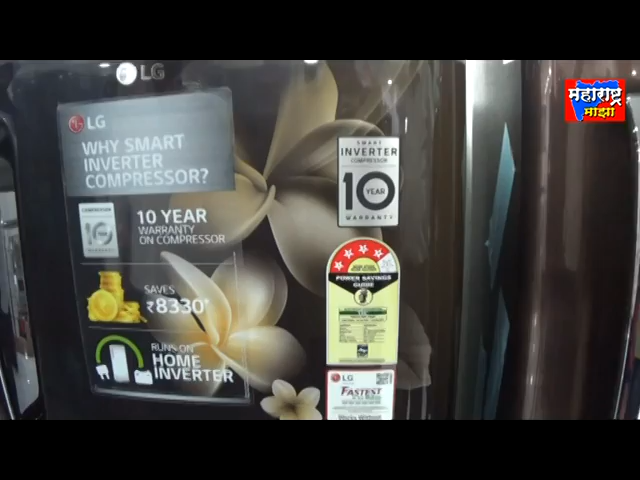 LG
महाराष्ट्र
माझा
LG
WHY SMART
INVERTER
COMPRESSOR?
10 YEAR
WARRANTY
ON COMPRESSOR
SAVES
₹8330*
RUNS ON
HOME
INVERTER
SMART
INVERTER
COMPRESSOR
10 YEAR
WARRANTY
POWER SAVINGS
GUIDE
LG
FASTEST